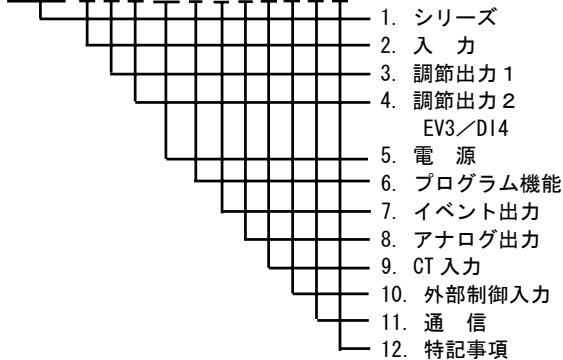 1. シリーズ
2. 入 力
3. 調節出力1
4. 調節出力2
EV3/DI4
5. 電 源
6. プログラム機能
7. イベント出力
8. アナログ出力
9. CT 入力
10. 外部制御入力
11. 通 信
12. 特記事項